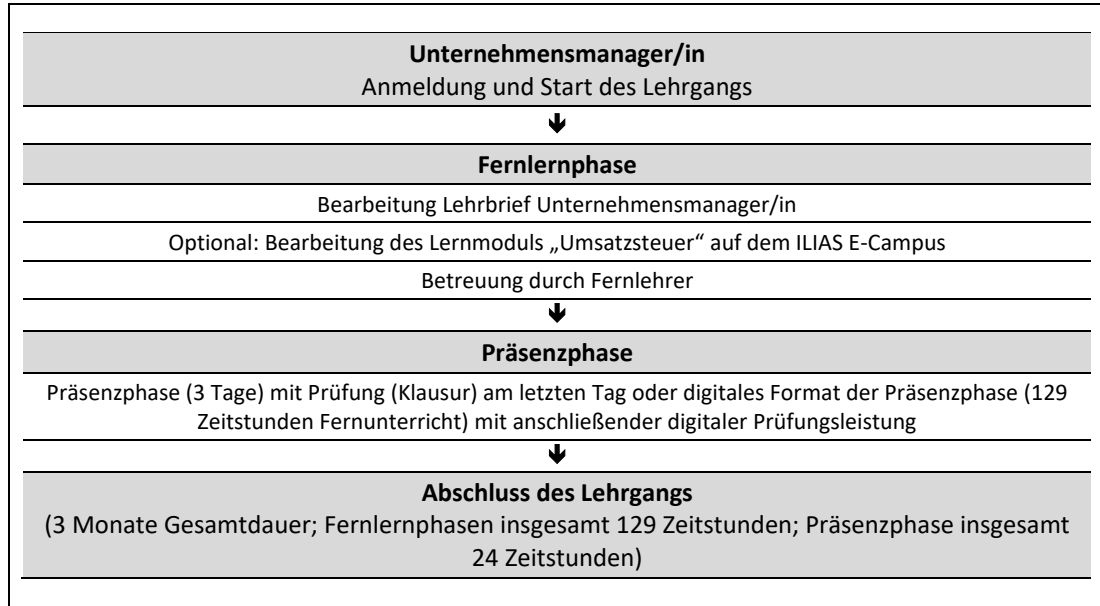 Unternehmensmanager/in
Anmeldung und Start des Lehrgangs
🡻
Fernlernphase
Bearbeitung Lehrbrief Unternehmensmanager/in
Optional: Bearbeitung des Lernmoduls „Umsatzsteuer“ auf dem ILIAS E-Campus
Betreuung durch Fernlehrer
🡻
Präsenzphase
Präsenzphase (3 Tage) mit Prüfung (Klausur) am letzten Tag oder digitales Format der Präsenzphase (129
Zeitstunden Fernunterricht) mit anschließender digitaler Prüfungsleistung
🡻
Abschluss des Lehrgangs
(3 Monate Gesamtdauer; Fernlernphasen insgesamt 129 Zeitstunden; Präsenzphase insgesamt
24 Zeitstunden)